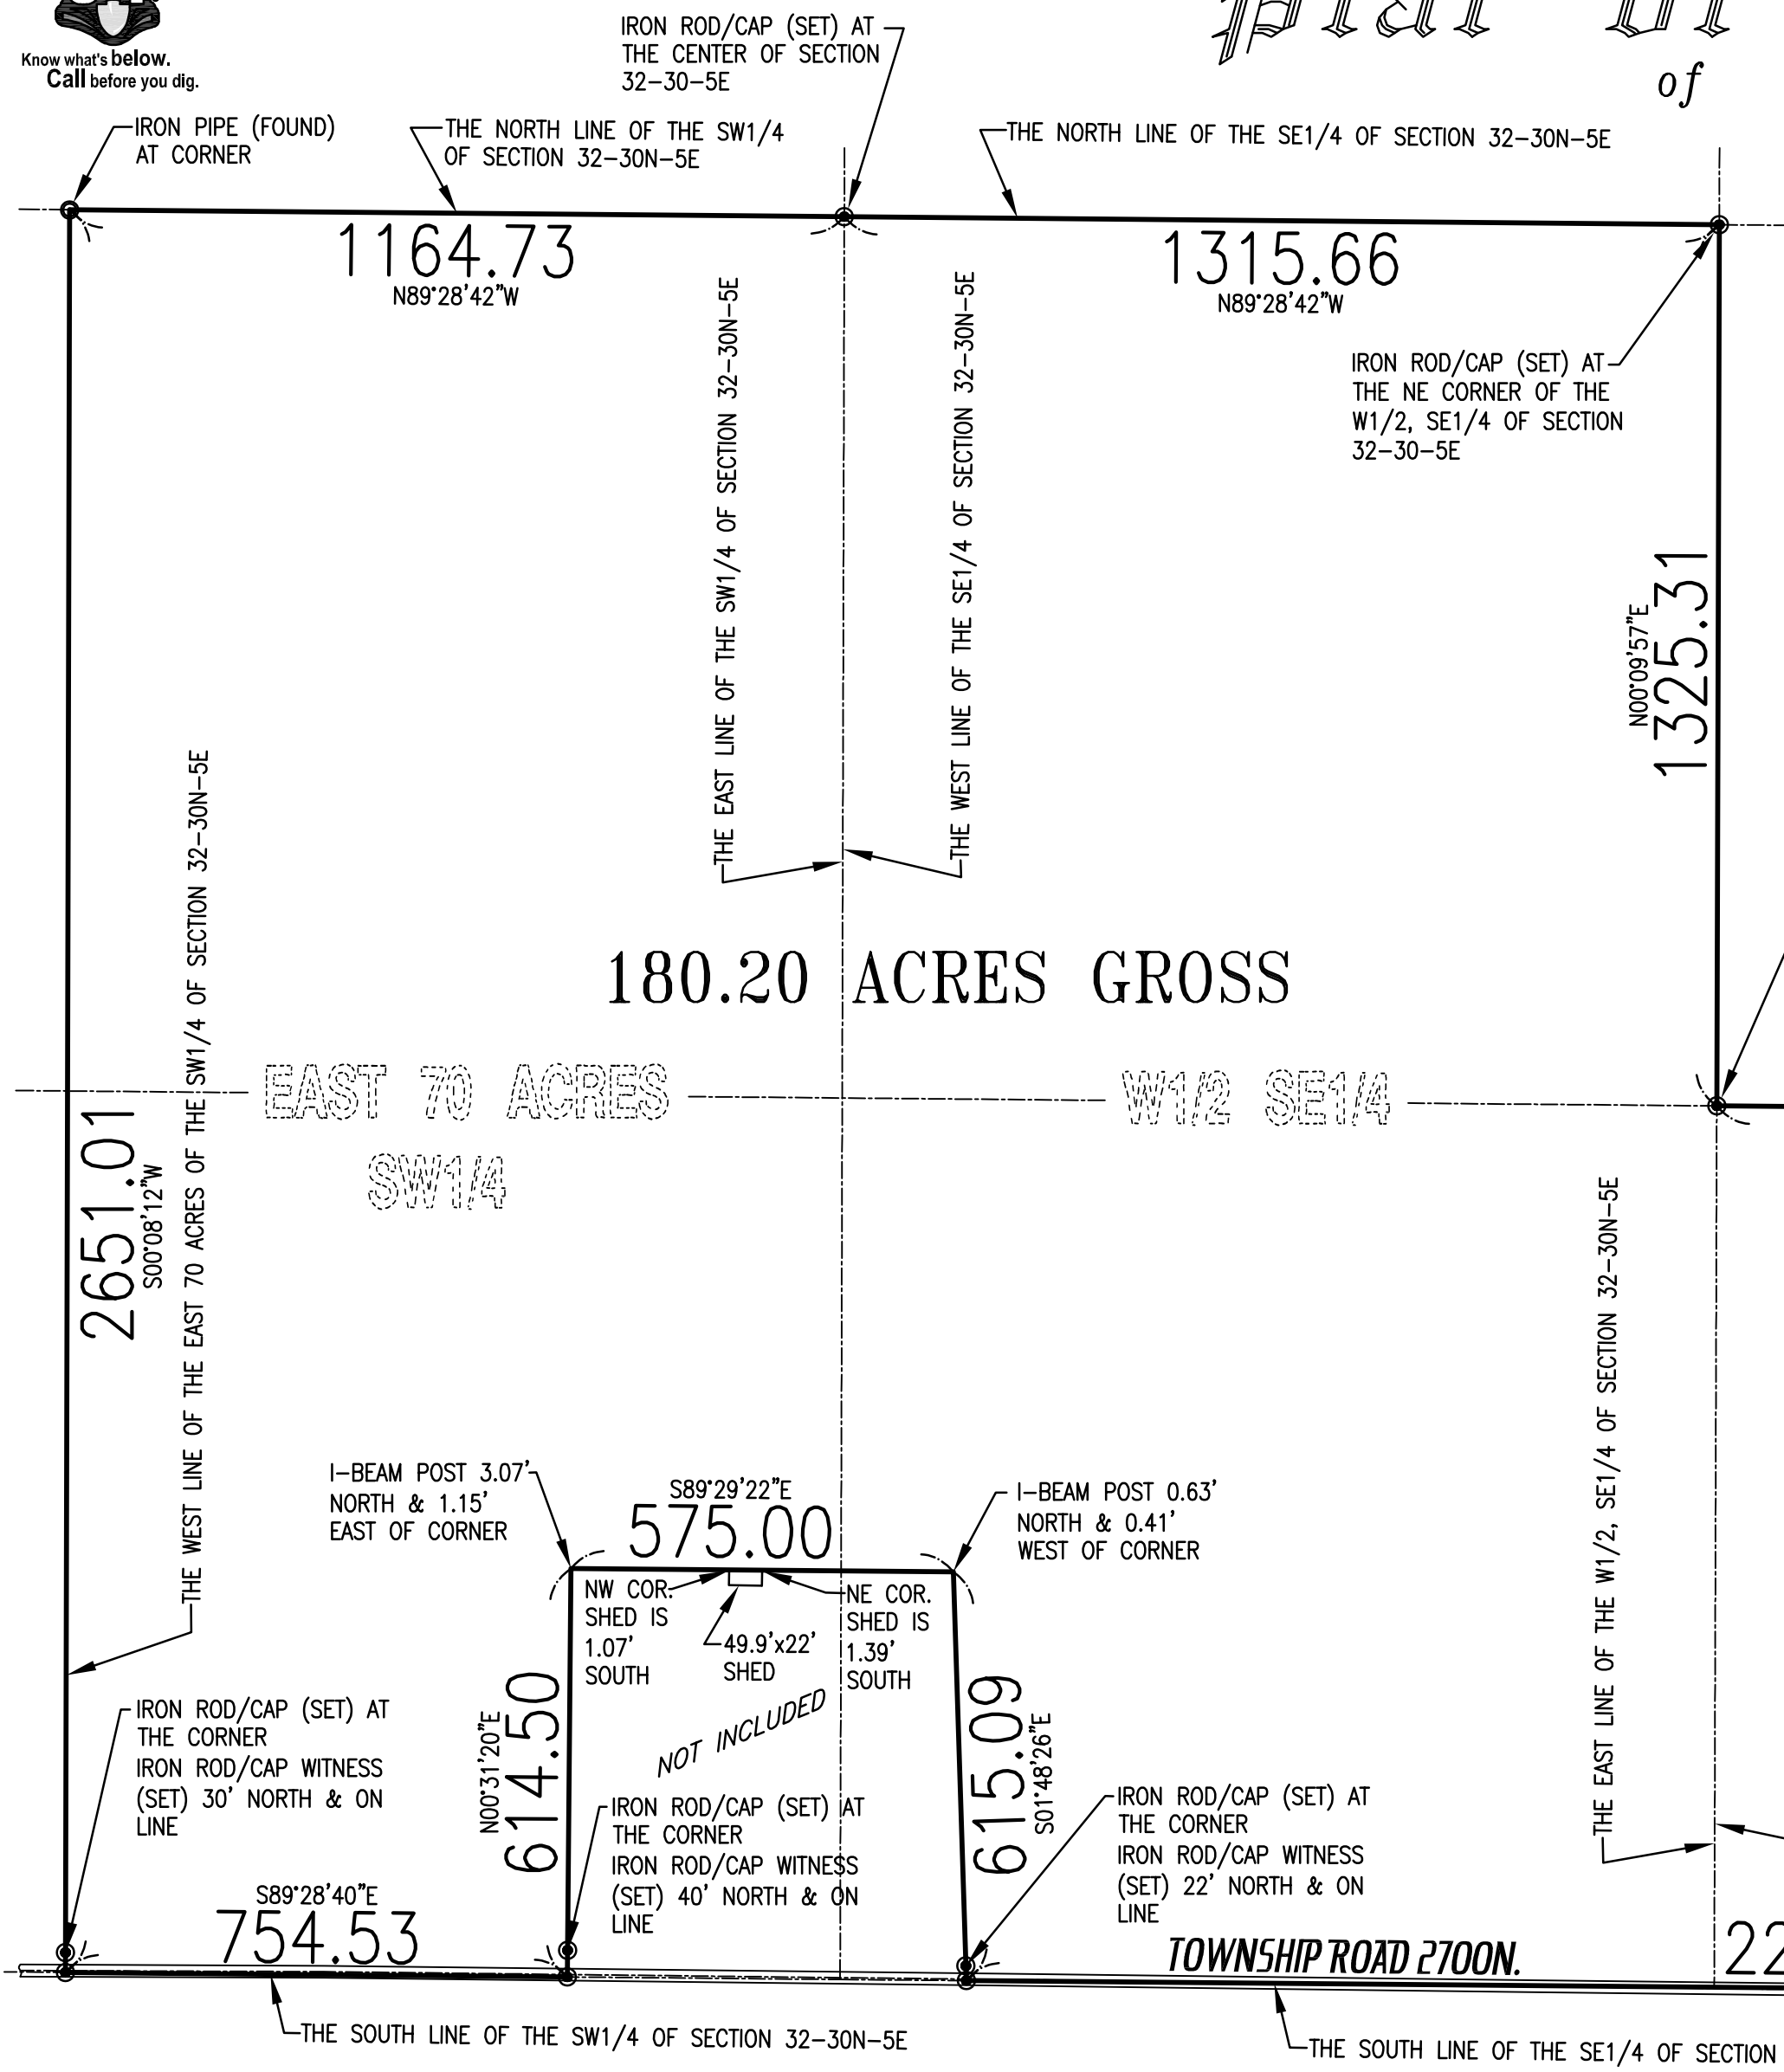 Know what's below.
Call before you dig.
plat of
of
IRON ROD/CAP (SET) AT
THE CENTER OF SECTION
32-30-5E
IRON PIPE (FOUND)
AT CORNER
THE NORTH LINE OF THE SW1/4
OF SECTION 32-30N-5E
THE NORTH LINE OF THE SE1/4 OF SECTION 32-30N-5E
1164.73
N89°28'42"W
1315.66
N89°28'42"W
IRON ROD/CAP (SET) AT
THE NE CORNER OF THE
W1/2, SE1/4 OF SECTION
32-30-5E
THE EAST LINE OF THE SW1/4 OF SECTION 32-30N-5E
THE WEST LINE OF THE SE1/4 OF SECTION 32-30N-5E
N00°09'57"E
1325.31
180.20 ACRES GROSS
EAST 70 ACRES
SW1/4
W1/2 SE1/4
2651.01
S00°08'12"W
THE WEST LINE OF THE EAST 70 ACRES OF THE SW1/4 OF SECTION 32-30N-5E
THE EAST LINE OF THE W1/2, SE1/4 OF SECTION 32-30N-5E
I-BEAM POST 3.07'
NORTH & 1.15'
EAST OF CORNER
S89°29'22"E
575.00
I-BEAM POST 0.63'
NORTH & 0.41'
WEST OF CORNER
NW COR.
SHED IS
1.07'
SOUTH
49.9'x22'
SHED
NE COR.
SHED IS
1.39'
SOUTH
NOT INCLUDED
N00°31'20"E
614.50
615.09
S01°48'26"E
IRON ROD/CAP (SET) AT
THE CORNER
IRON ROD/CAP WITNESS
(SET) 30' NORTH & ON
LINE
IRON ROD/CAP (SET) AT
THE CORNER
IRON ROD/CAP WITNESS
(SET) 40' NORTH & ON
LINE
IRON ROD/CAP (SET) AT
THE CORNER
IRON ROD/CAP WITNESS
(SET) 22' NORTH & ON
LINE
S89°28'40"E
754.53
TOWNSHIP ROAD 2700N.
22
THE SOUTH LINE OF THE SW1/4 OF SECTION 32-30N-5E
THE SOUTH LINE OF THE SE1/4 OF SECTION